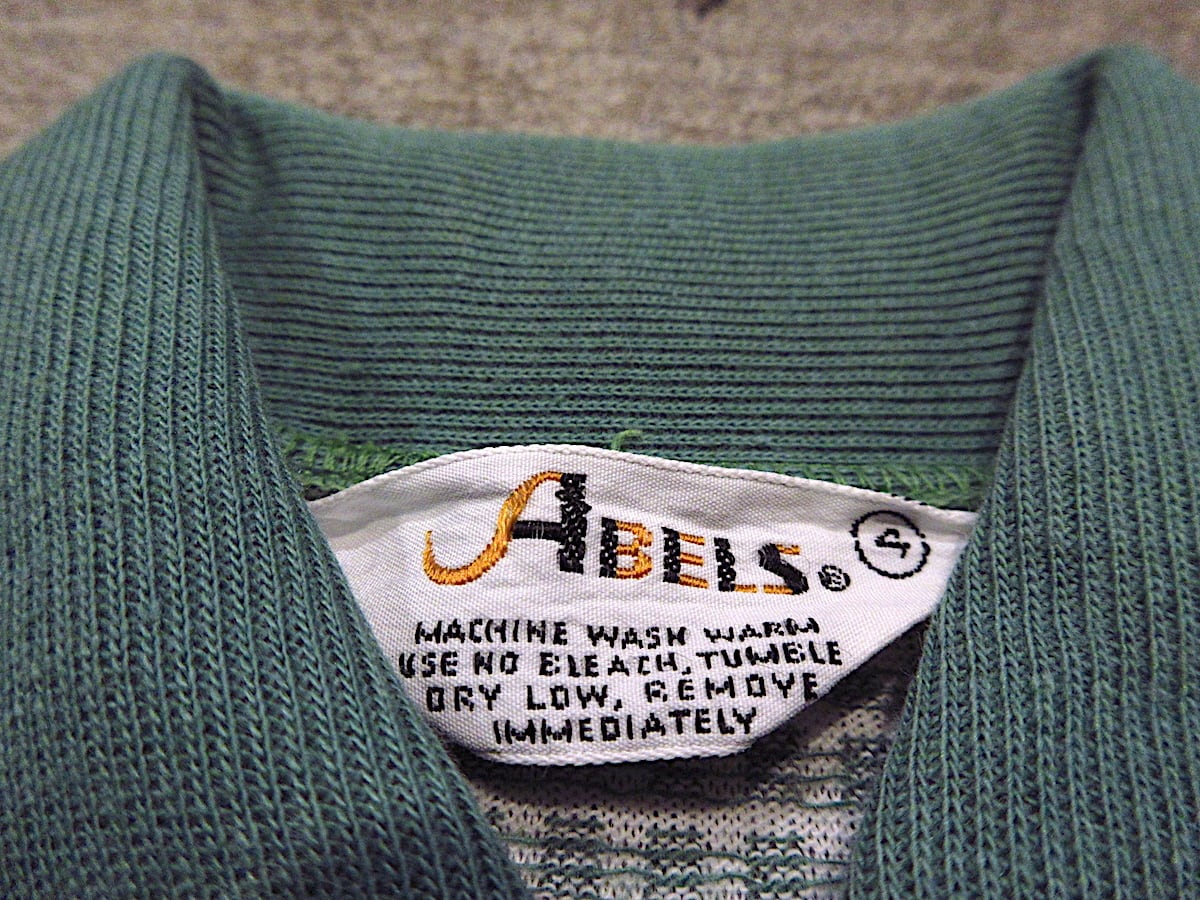 ABELS® 4
MACHINE WASH WARM
USE NO BLEACH, TUMBLE
DRY LOW, REMOVE
IMMEDIATELY